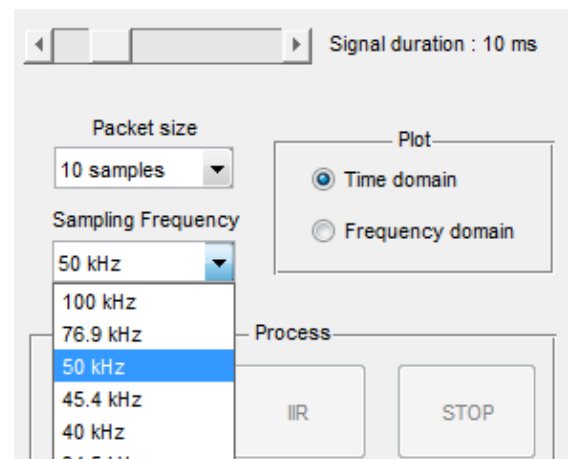 Signal duration : 10 ms
Packet size
Plot
10 samples
Time domain
Sampling Frequency
Frequency domain
50 kHz
100 kHz
76.9 kHz
Process
50 kHz
45.4 kHz
IIR
STOP
40 kHz